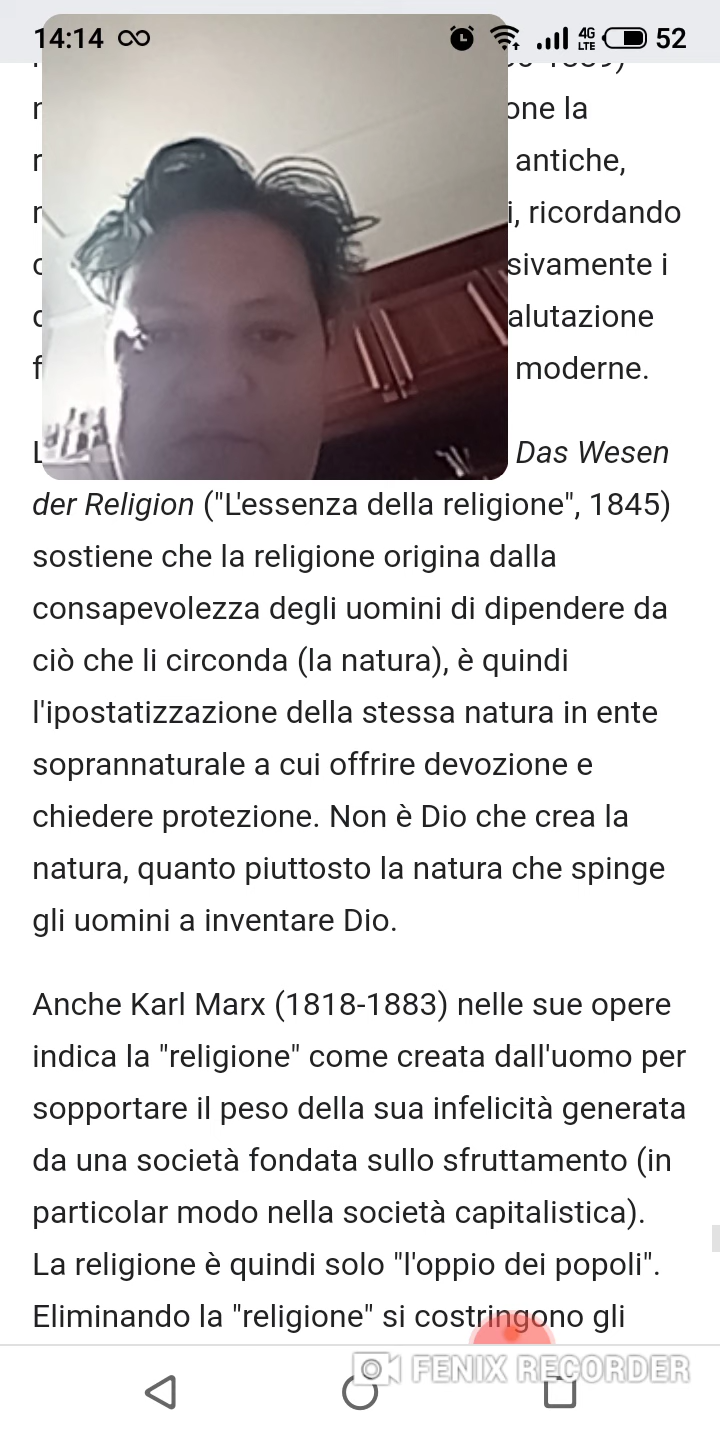 14:14 4G LTE 52
one la
antiche,
ricordando
sivamente i
alutazione
moderne.
Das Wesen
der Religion ("L'essenza della religione", 1845)
sostiene che la religione origina dalla
consapevolezza degli uomini di dipendere da
ciò che li circonda (la natura), è quindi
l'ipostatizzazione della stessa natura in ente
soprannaturale a cui offrire devozione e
chiedere protezione. Non è Dio che crea la
natura, quanto piuttosto la natura che spinge
gli uomini a inventare Dio.
Anche Karl Marx (1818-1883) nelle sue opere
indica la "religione" come creata dall'uomo per
sopportare il peso della sua infelicità generata
da una società fondata sullo sfruttamento (in
particolar modo nella società capitalistica).
La religione è quindi solo "l'oppio dei popoli".
Eliminando la "religione" si costringono gli
FENIX RECORDER